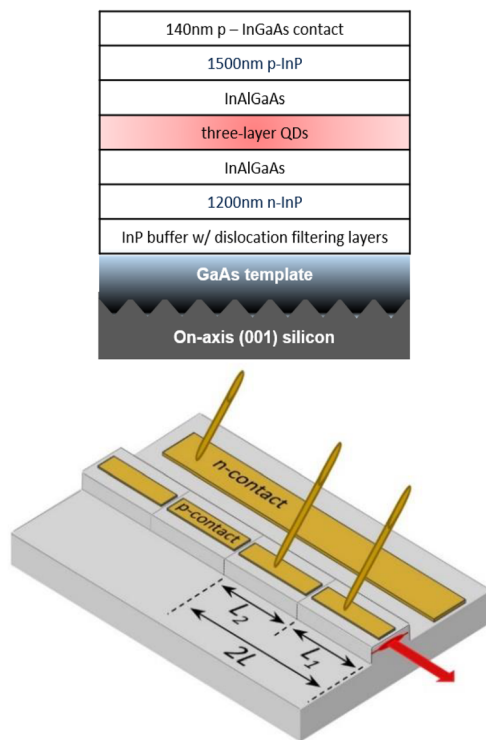 140nm p – InGaAs contact
1500nm p-InP
InAlGaAs
three-layer QDs
InAlGaAs
1200nm n-InP
InP buffer w/ dislocation filtering layers
GaAs template
On-axis (001) silicon
n-contact
p-contact
L₂
L₁
2L